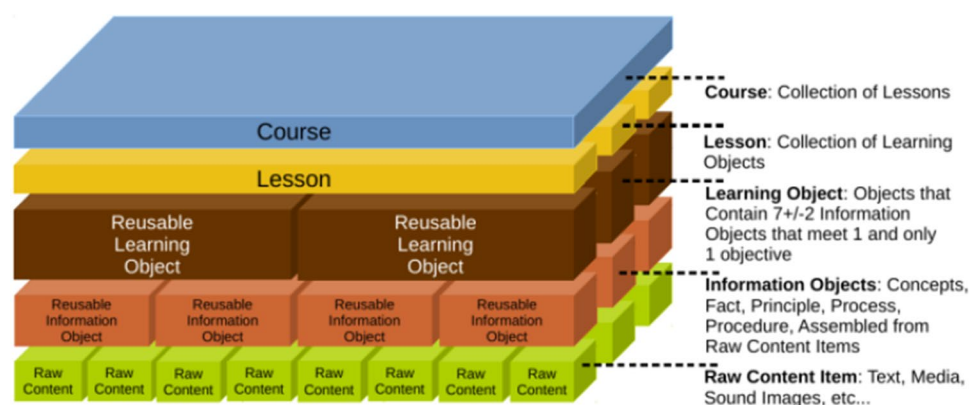 Course
Lesson
Reusable
Learning
Object
Reusable
Learning
Object
Reusable
Information
Object
Reusable
Information
Object
Reusable
Information
Object
Reusable
Information
Object
Raw
Content
Raw
Content
Raw
Content
Raw
Content
Raw
Content
Raw
Content
Raw
Content
Raw
Content
Course: Collection of Lessons
Lesson: Collection of Learning
Objects
Learning Object: Objects that
Contain 7+/-2 Information
Objects that meet 1 and only
1 objective
Information Objects: Concepts,
Fact, Principle, Process,
Procedure, Assembled from
Raw Content Items
Raw Content Item: Text, Media,
Sound Images, etc...